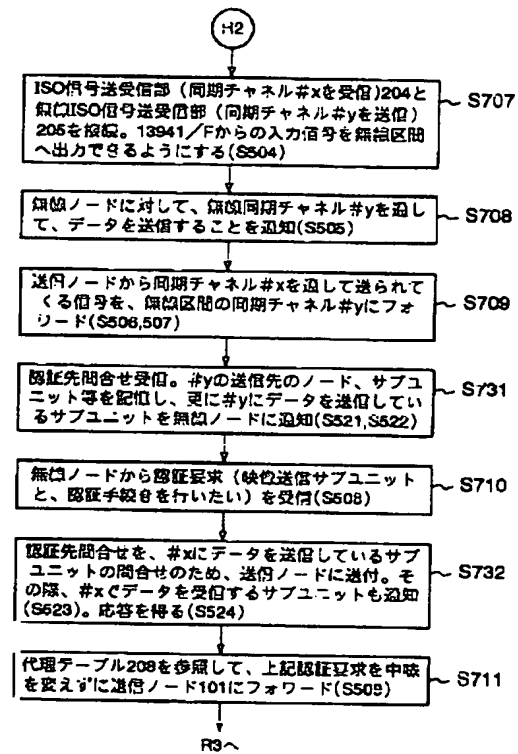 H2
ISO信号送受信部（同期チャネル#xを受信）204と
無線ISO信号送受信部（同期チャネル#yを送信）
205を接続。13941/Fからの入力信号を無線区間
へ出力できるようにする(S504)
S707
無線ノードに対して、無線同期チャネル#yを通し
て、データを送信することを通知(S505)
S708
送信ノードから同期チャネル#xを通して送られて
くる信号を、無線区間の同期チャネル#yにフォ
ワード(S506,507)
S709
認証先問合せ受信。#yの送信先のノード、サブユ
ニット等を記憶し、更に#yにデータを送信してい
るサブユニットを無線ノードに通知(S521,S522)
S731
無線ノードから認証要求（映像送信サブユニット
と、認証手続きを行いたい）を受信(S508)
S710
認証先問合せを、#xにデータを送信しているサブ
ユニットの問合せのため、送信ノードに送付。そ
の際、#xでデータを受信するサブユニットも通知
(S523)。応答を得る(S524)
S732
代理テーブル208を参照して、上記認証要求を中味
を変えずに送信ノード101にフォワード(S509)
S711
R3へ